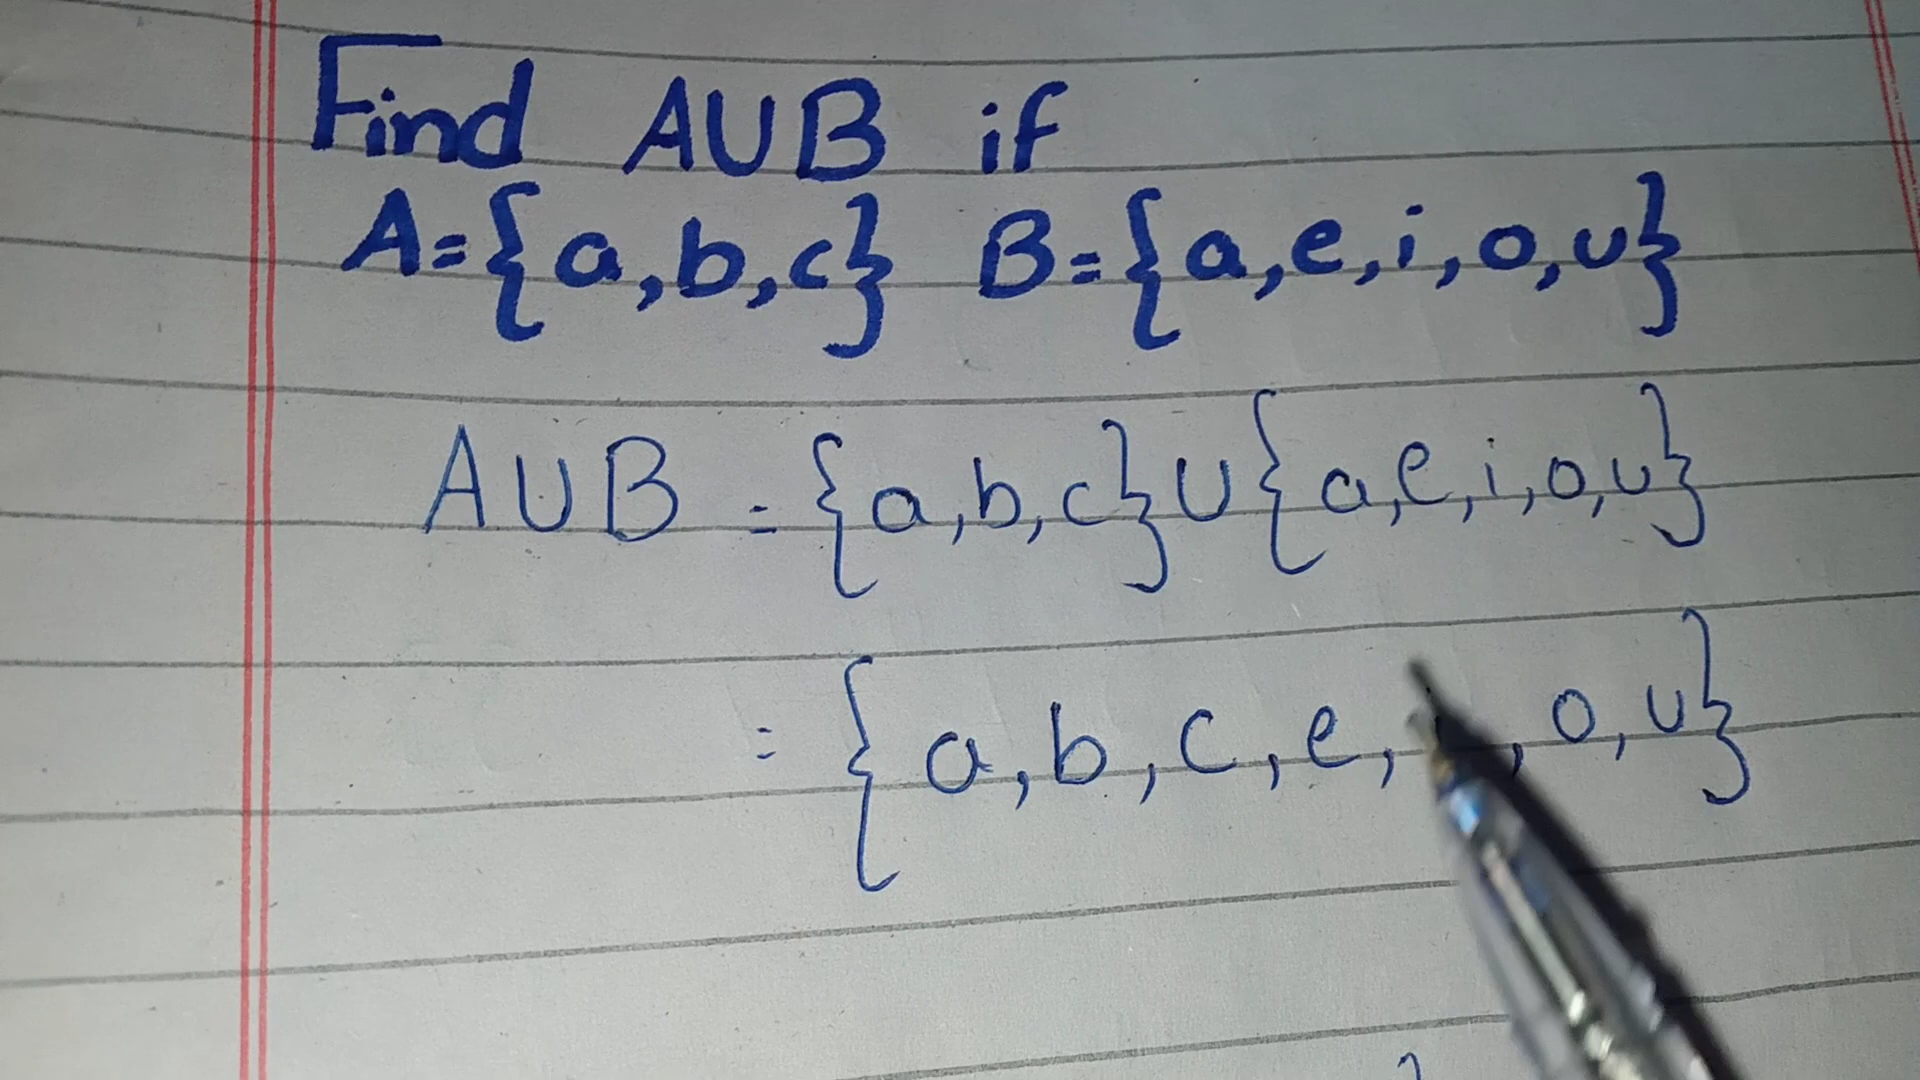 Find AUB if
A={a,b,c} B={a,e,i,o,u}
AUB = {a,b,c}U{a,e,i,o,u}
= {a,b,c,e, ,o,u}